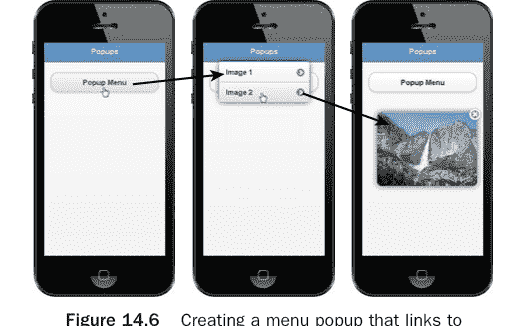 Popups
Popup Menu
Popups
Image 1
Image 2
Popups
Popup Menu
Figure 14.6 Creating a menu popup that links to